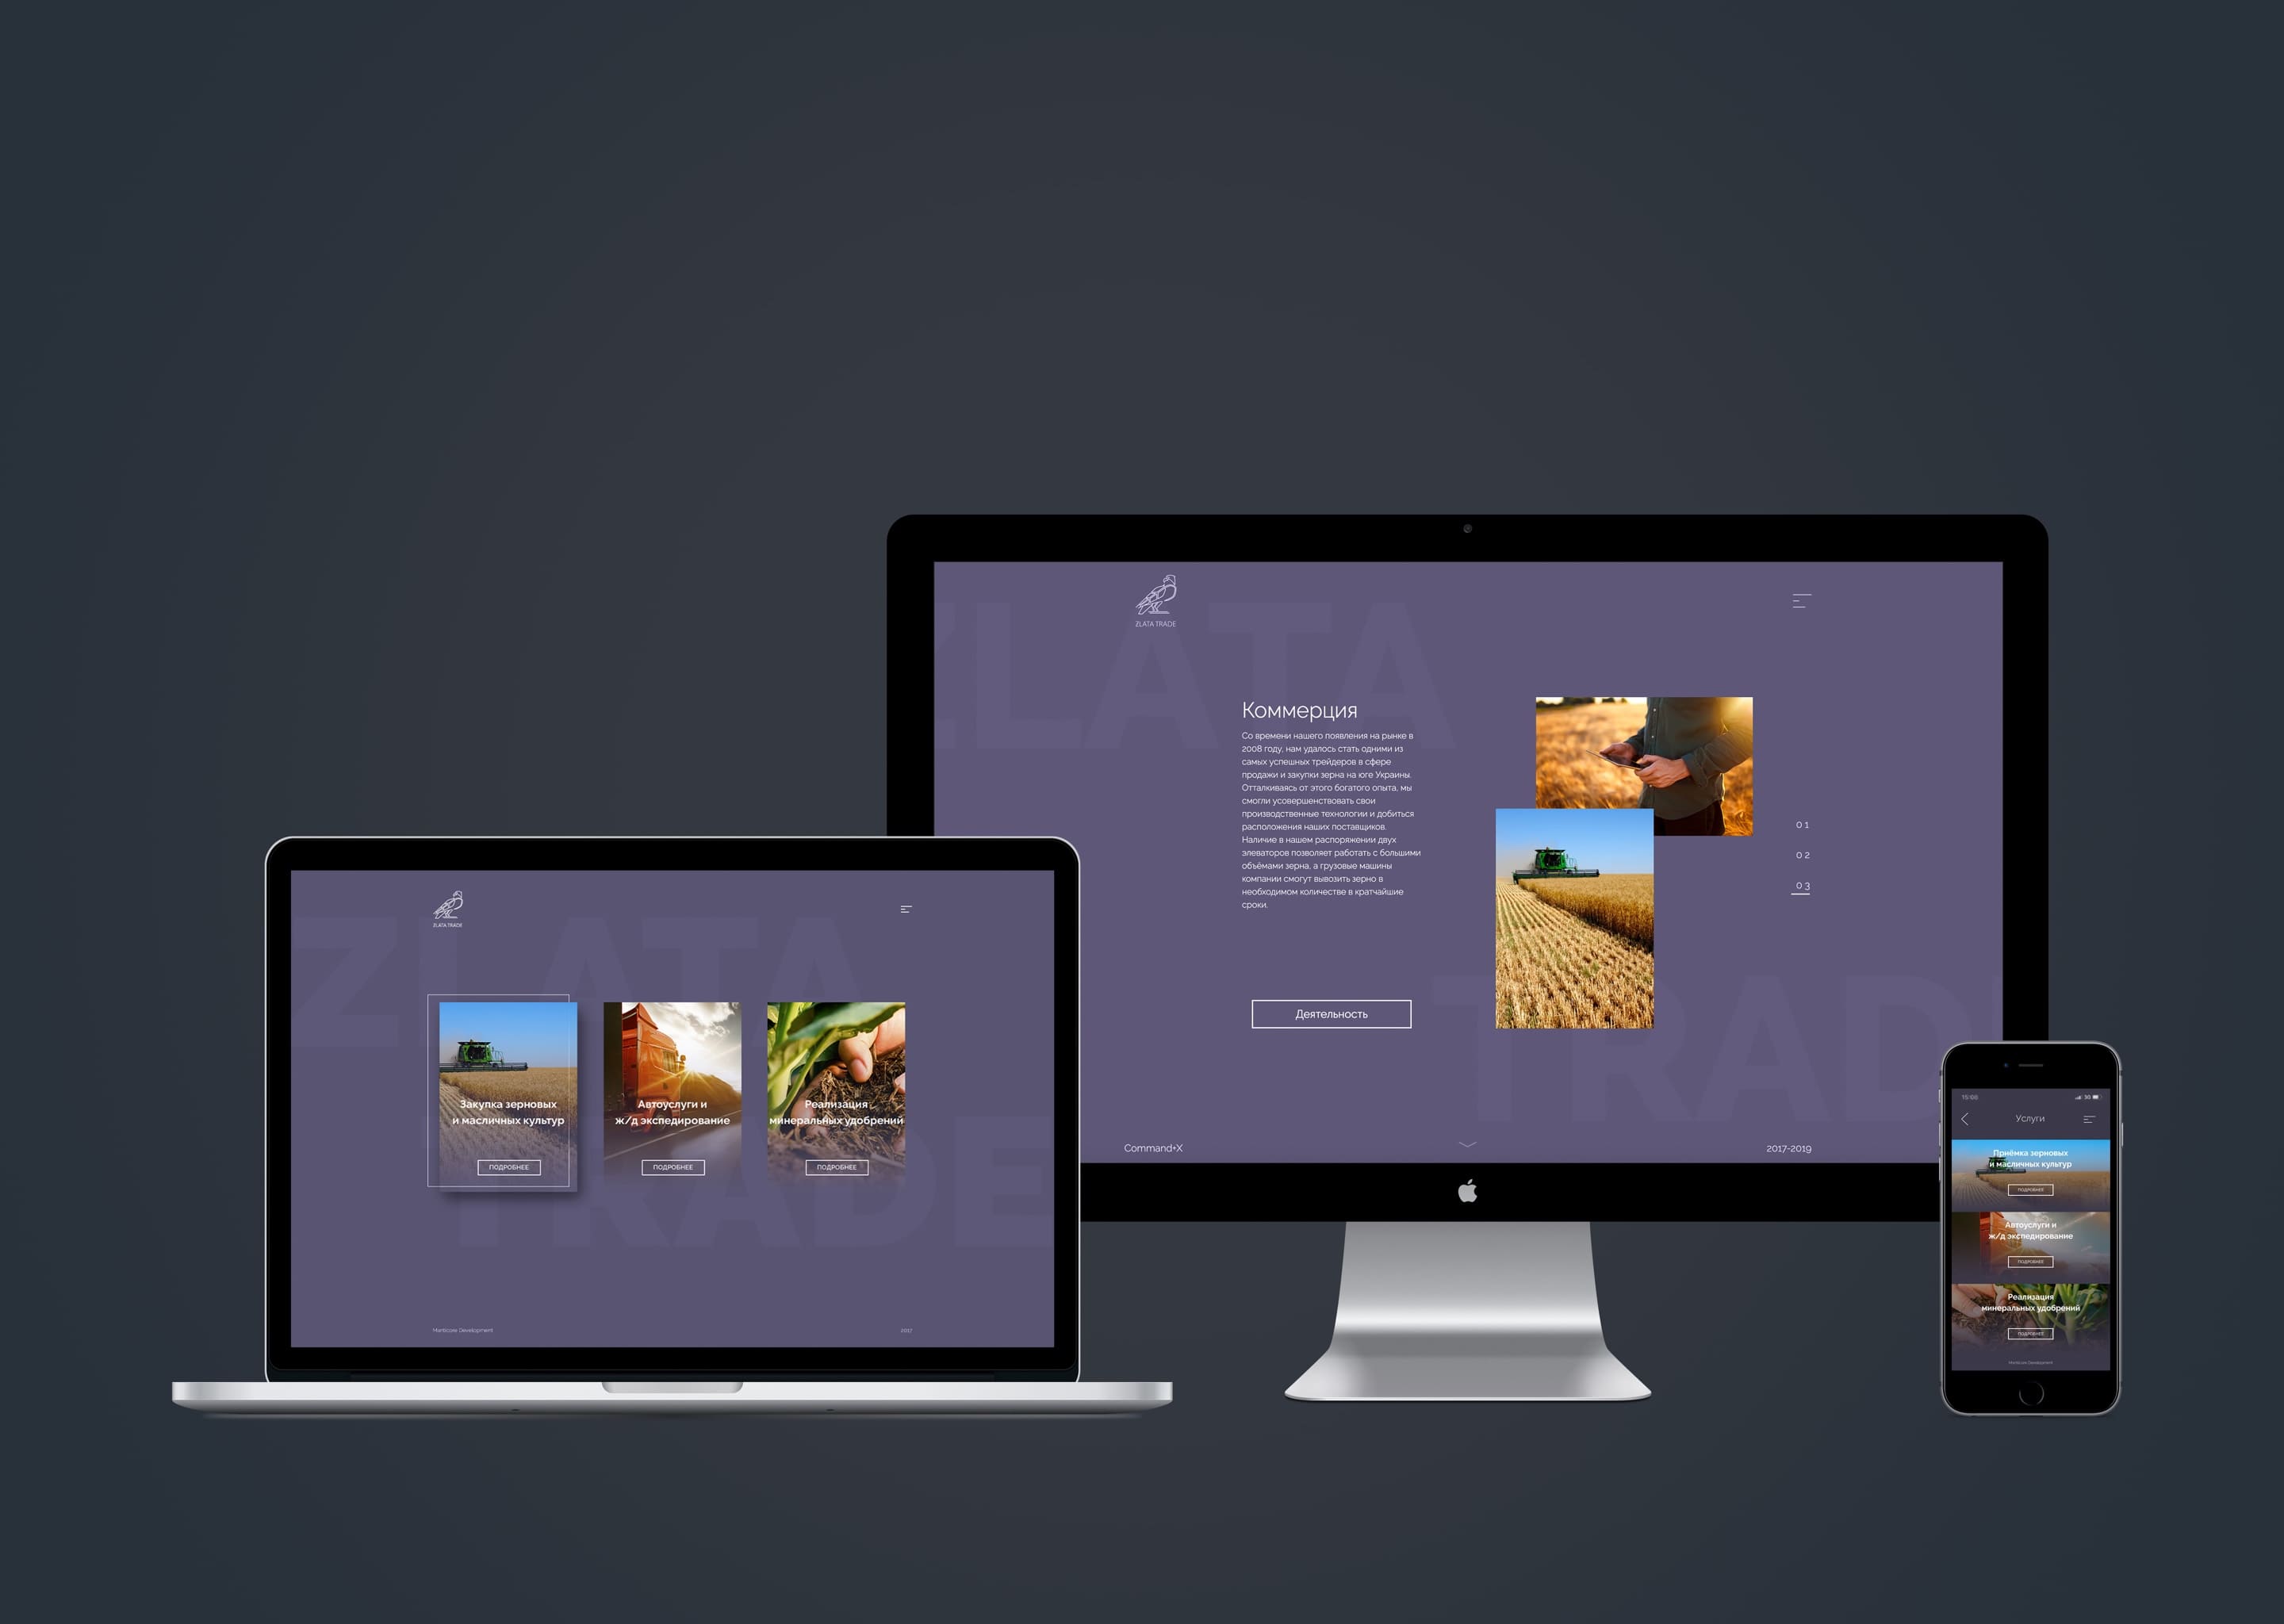 ZLATA
TRADE
ZLATA TRADE
Коммерция
Со времени нашего появления на рынке в
2008 году, нам удалось стать одними из
самых успешных трейдеров в сфере
продажи и закупки зерна на юге Украины.
Отталкиваясь от этого богатого опыта, мы
смогли усовершенствовать свои
производственные технологии и добиться
расположения наших поставщиков.
Наличие в нашем распоряжении двух
элеваторов позволяет работать с большими
объёмами зерна, а грузовые машины
компании смогут вывозить зерно в
необходимом количестве в кратчайшие
сроки.
Деятельность
01
02
03
Command+X
2017-2019
ZLATA
TRADE
ZLATA TRADE
Закупка зерновых
и масличных культур
ПОДРОБНЕЕ
Автоуслуги и
ж/д экспедирование
ПОДРОБНЕЕ
Реализация
минеральных удобрений
ПОДРОБНЕЕ
Manticore Development
2017
3G
Услуги
Приёмка зерновых
и масличных культур
ПОДРОБНЕЕ
Автоуслуги и
ж/д экспедирование
ПОДРОБНЕЕ
Реализация
минеральных удобрений
ПОДРОБНЕЕ
Manticore Development